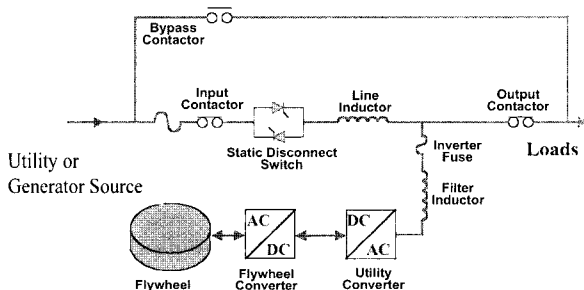 Bypass
Contactor
Input
Contactor
Line
Inductor
Output
Contactor
Static Disconnect
Switch
Inverter
Fuse
Loads
Utility or
Generator Source
Filter
Inductor
AC
DC
DC
AC
Flywheel
Flywheel
Converter
Utility
Converter